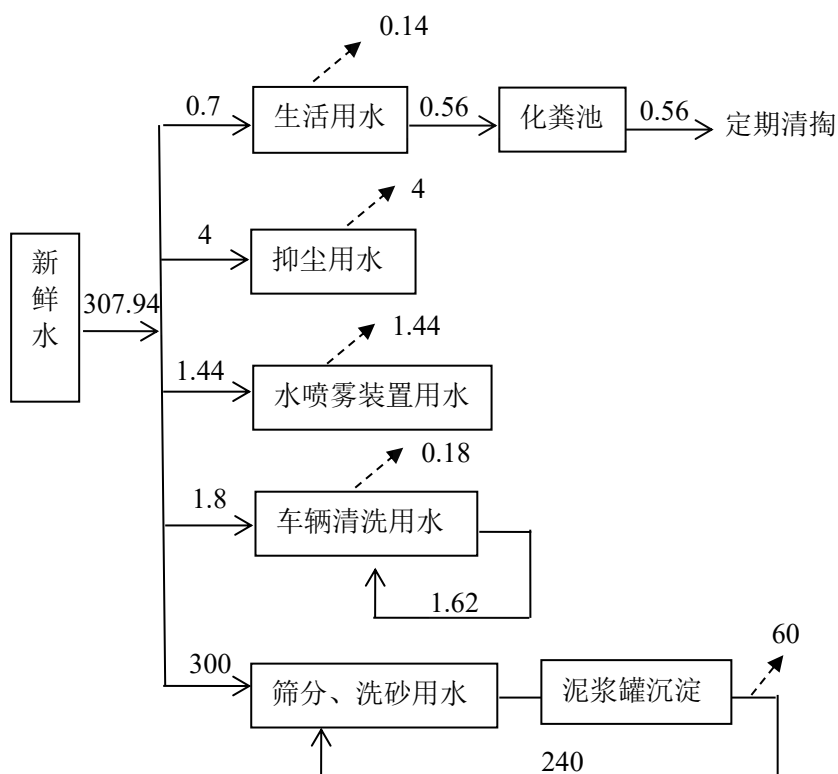 0.14
0.7
生活用水
0.56
化粪池
0.56
定期清掏
4
4
抑尘用水
新鲜水
307.94
1.44
1.44
水喷雾装置用水
0.18
1.8
车辆清洗用水
1.62
60
300
筛分、洗砂用水
泥浆罐沉淀
240